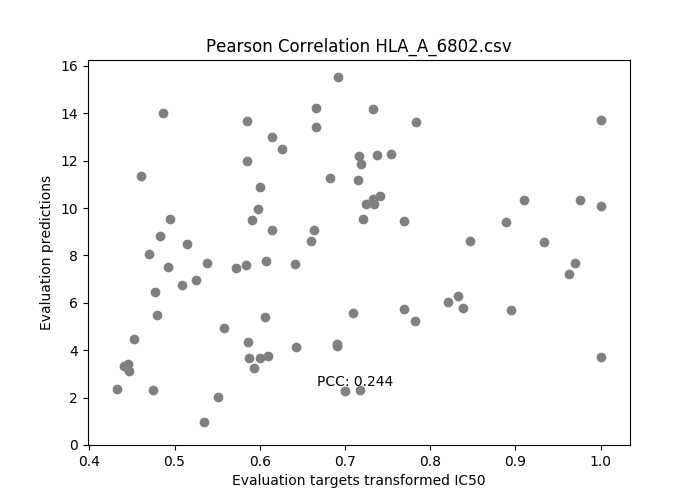 Pearson Correlation HLA_A_6802.csv
16
14
12
10
8
6
4
2
0
Evaluation predictions
PCC: 0.244
0.4 0.5 0.6 0.7 0.8 0.9 1.0
Evaluation targets transformed IC50